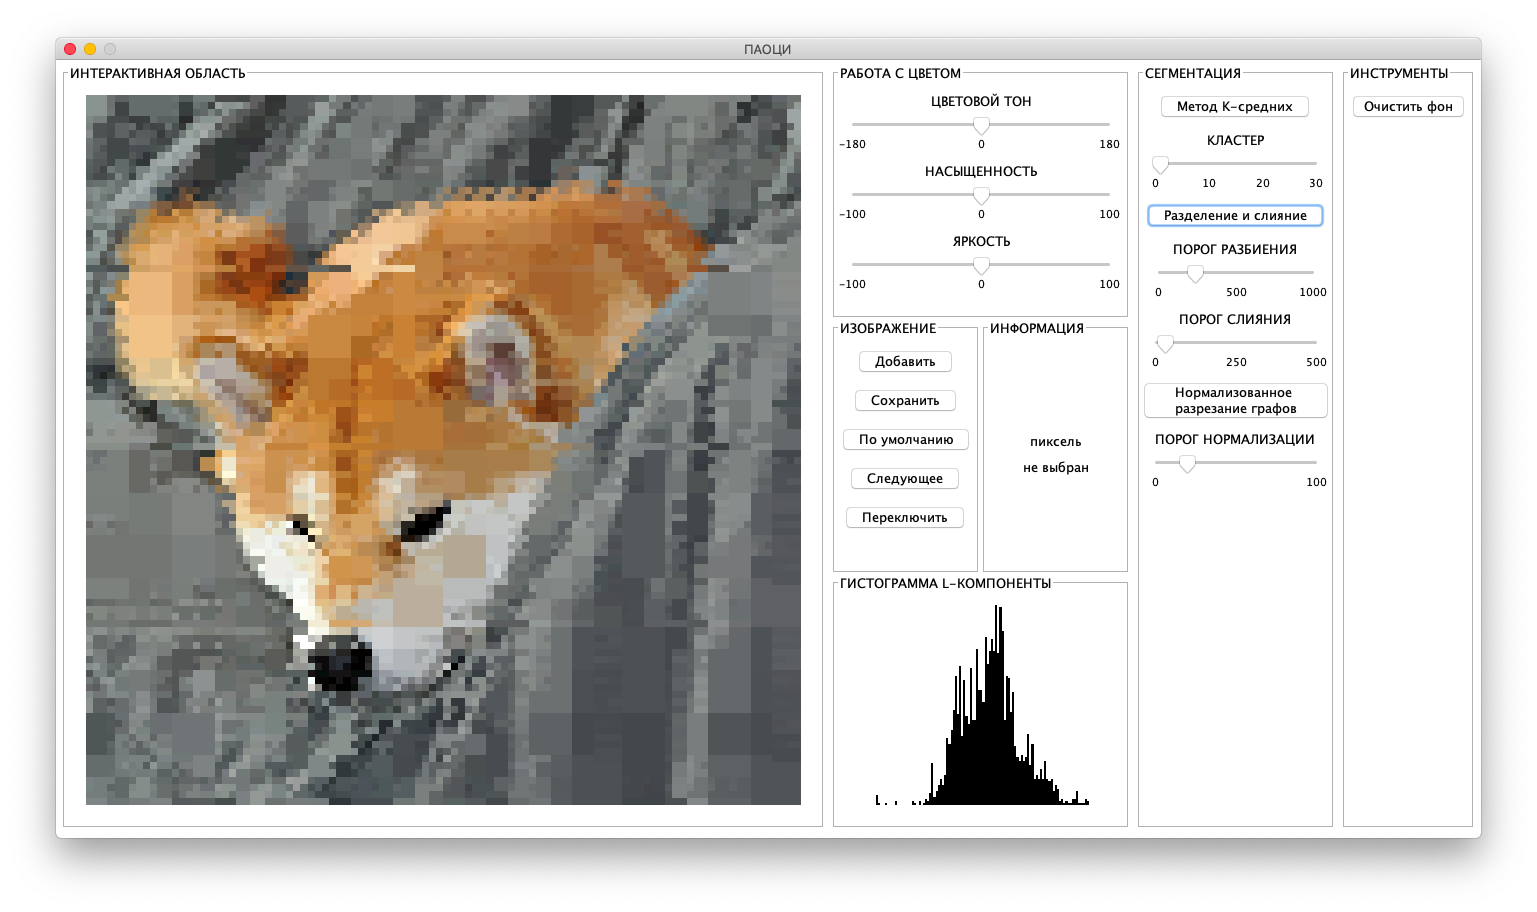 ПАОЦИ
ИНТЕРАКТИВНАЯ ОБЛАСТЬ
РАБОТА С ЦВЕТОМ
ЦВЕТОВОЙ ТОН
-180 0 180
НАСЫЩЕННОСТЬ
-100 0 100
ЯРКОСТЬ
-100 0 100
ИЗОБРАЖЕНИЕ
Добавить
Сохранить
По умолчанию
Следующее
Переключить
ИНФОРМАЦИЯ
пиксель
не выбран
ГИСТОГРАММА L-КОМПОНЕНТЫ
СЕГМЕНТАЦИЯ
Метод К-средних
КЛАСТЕР
0 10 20 30
Разделение и слияние
ПОРОГ РАЗБИЕНИЯ
0 500 1000
ПОРОГ СЛИЯНИЯ
0 250 500
Нормализованное
разрезание графов
ПОРОГ НОРМАЛИЗАЦИИ
0 100
ИНСТРУМЕНТЫ
Очистить фон